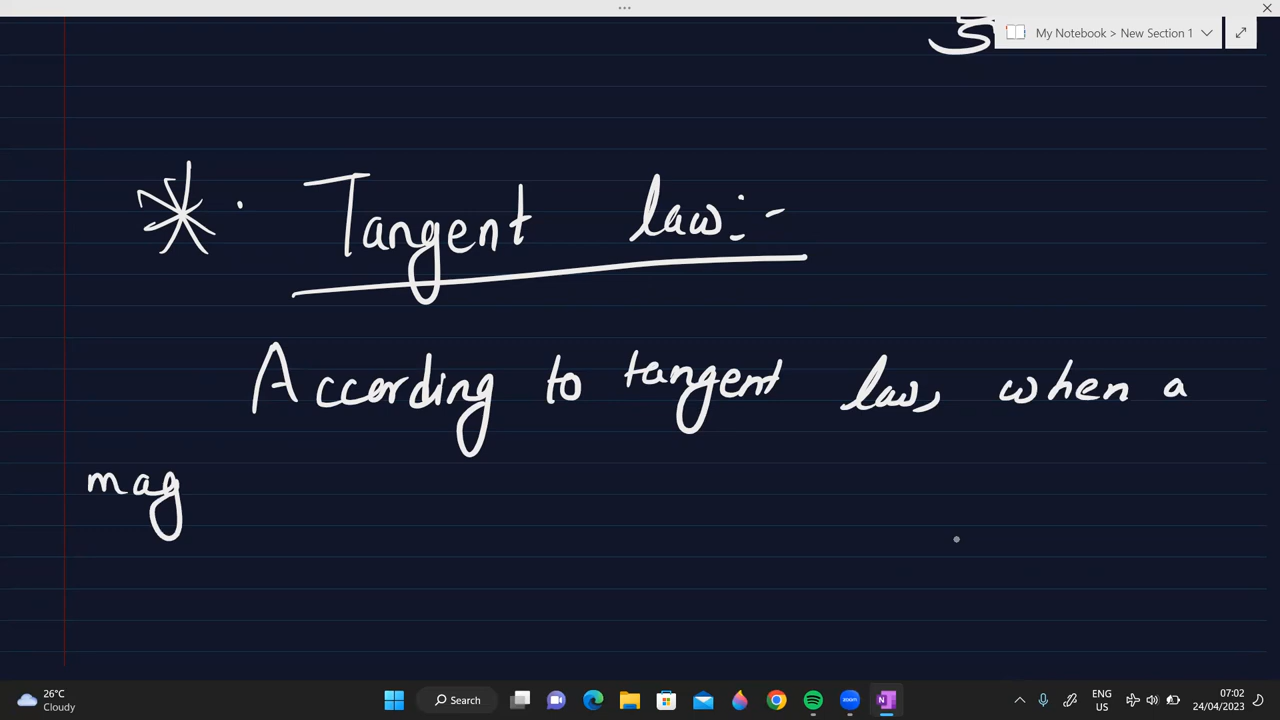 My Notebook > New Section 1
Tangent law:-
According to tangent law, when a
mag
26°C
Cloudy
Search
zoom
ENG
US
07:02
24/04/2023